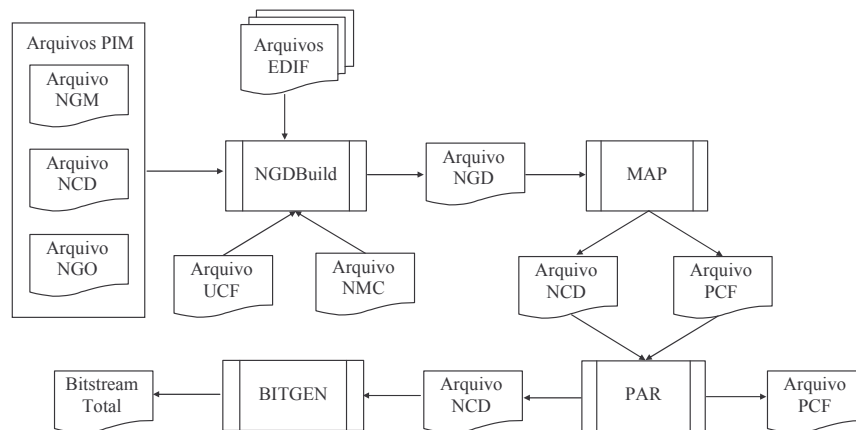 Arquivos PIM
Arquivo
NGM
Arquivo
NCD
Arquivo
NGO
Arquivos
EDIF
NGDBuild
Arquivo
NGD
MAP
Arquivo
UCF
Arquivo
NMC
Arquivo
NCD
Arquivo
PCF
Bitstream
Total
BITGEN
Arquivo
NCD
PAR
Arquivo
PCF